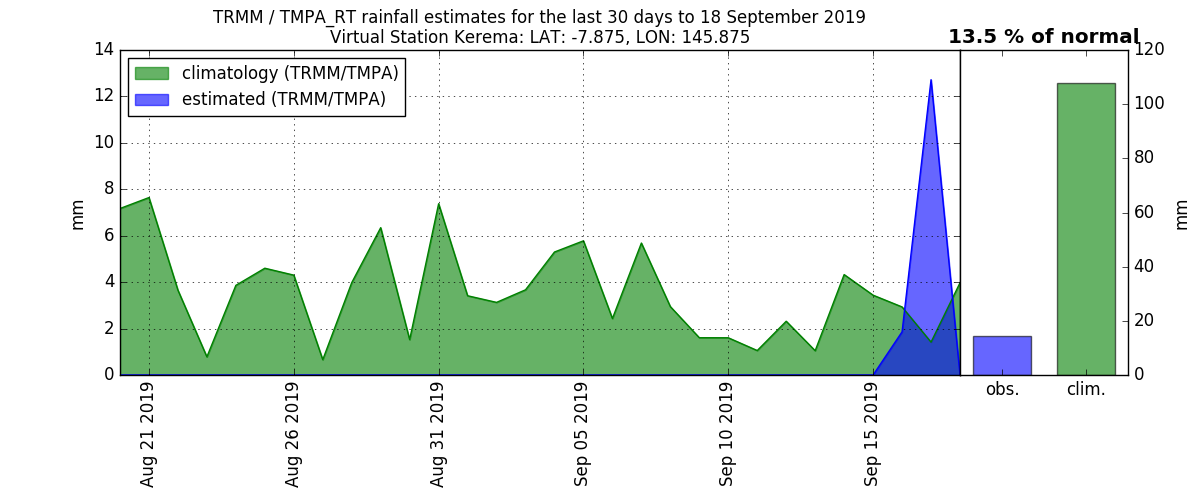 TRMM / TMPA_RT rainfall estimates for the last 30 days to 18 September 2019
Virtual Station Kerema: LAT: -7.875, LON: 145.875
13.5 % of normal
climatology (TRMM/TMPA)
estimated (TRMM/TMPA)
14
12
10
8
6
4
2
0
mm
Aug 21 2019
Aug 26 2019
Aug 31 2019
Sep 05 2019
Sep 10 2019
Sep 15 2019
obs.
clim.
120
100
80
60
40
20
0
mm